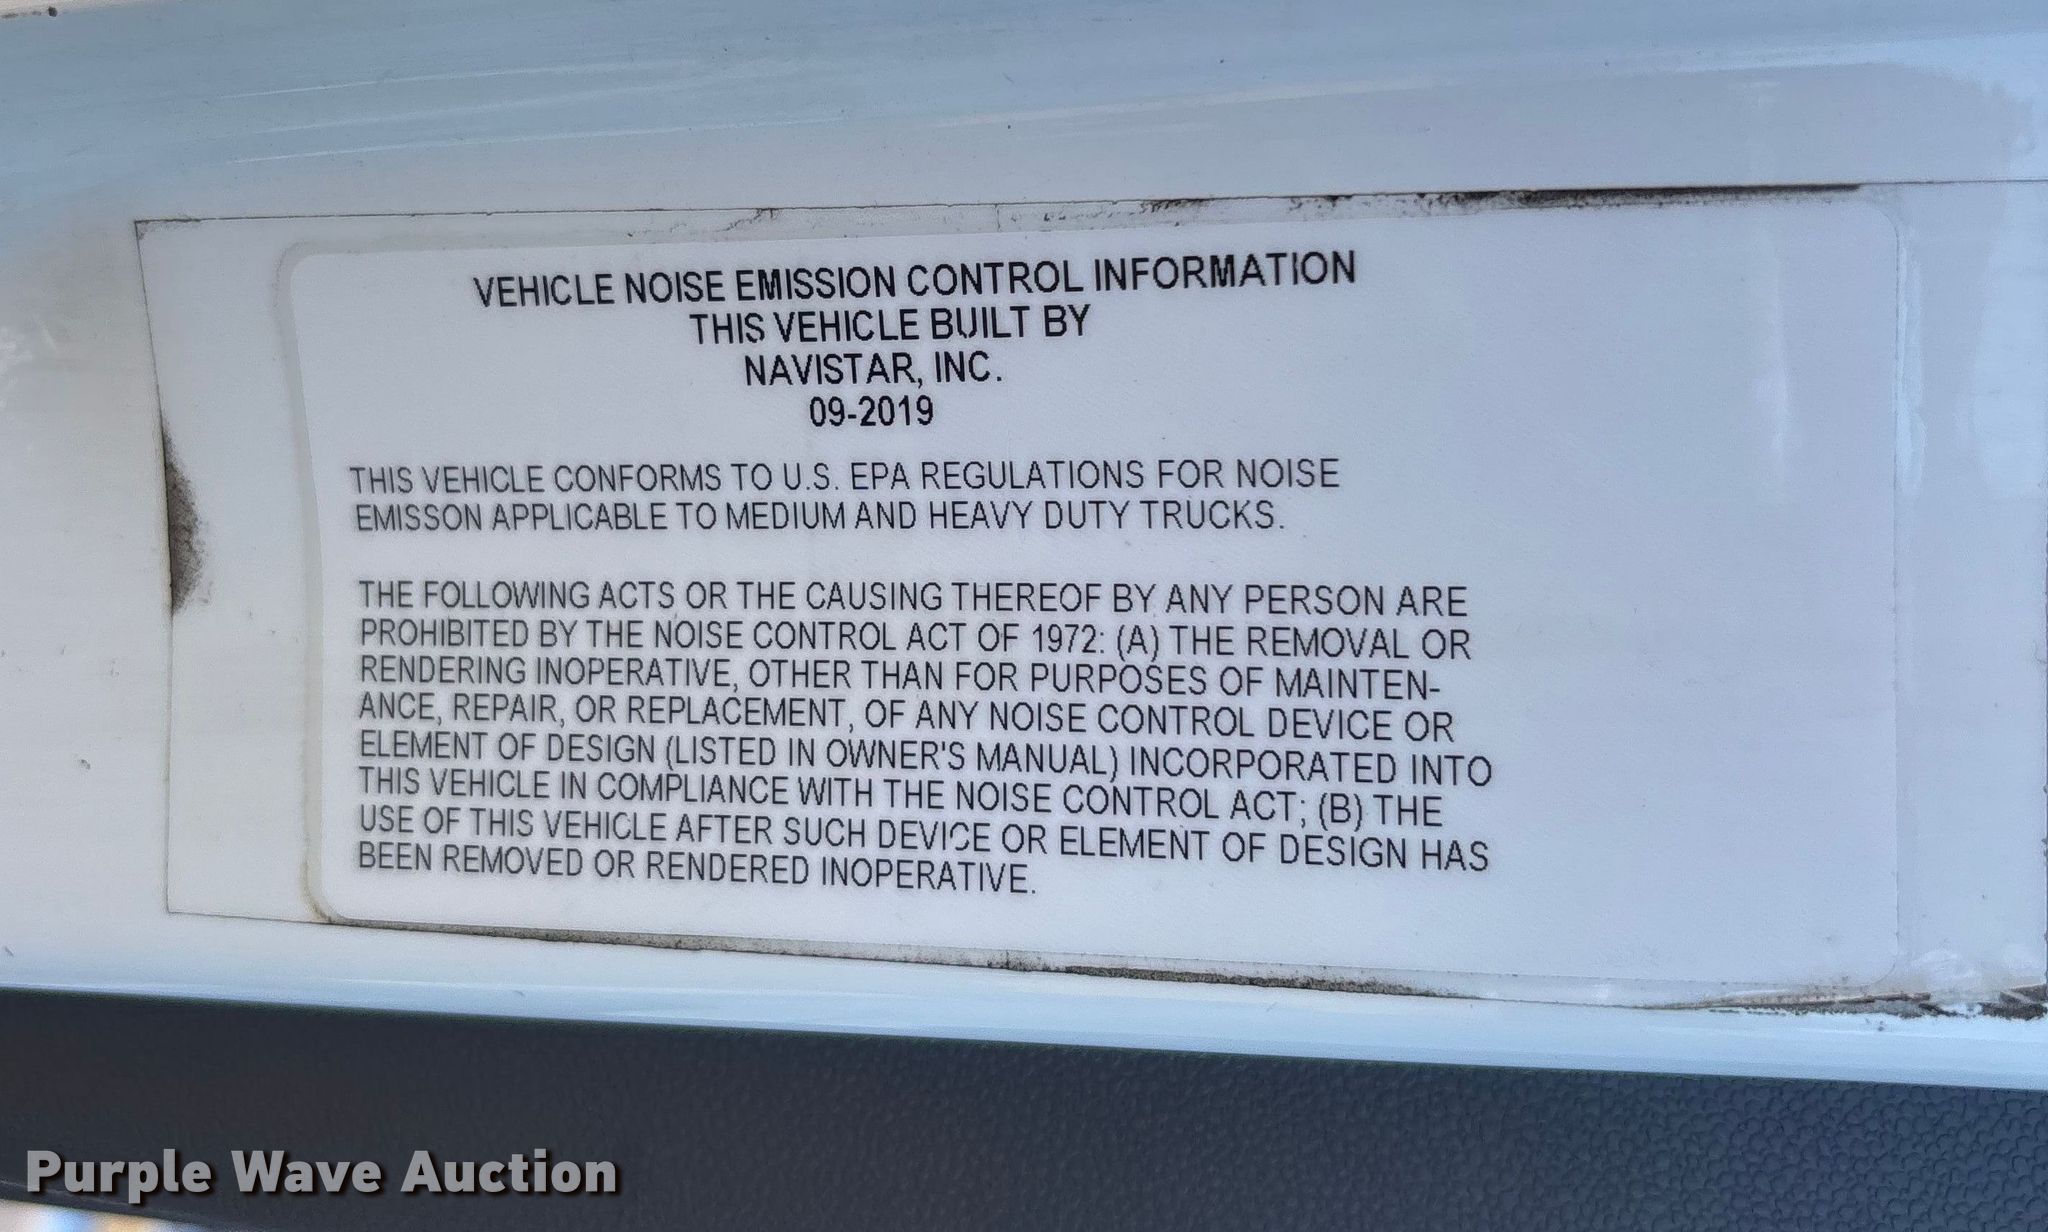 VEHICLE NOISE EMISSION CONTROL INFORMATION
THIS VEHICLE BUILT BY
NAVISTAR, INC.
09-2019
THIS VEHICLE CONFORMS TO U.S. EPA REGULATIONS FOR NOISE
EMISSON APPLICABLE TO MEDIUM AND HEAVY DUTY TRUCKS.
THE FOLLOWING ACTS OR THE CAUSING THEREOF BY ANY PERSON ARE
PROHIBITED BY THE NOISE CONTROL ACT OF 1972: (A) THE REMOVAL OR
RENDERING INOPERATIVE, OTHER THAN FOR PURPOSES OF MAINTEN-
ANCE, REPAIR, OR REPLACEMENT, OF ANY NOISE CONTROL DEVICE OR
ELEMENT OF DESIGN (LISTED IN OWNER'S MANUAL) INCORPORATED INTO
THIS VEHICLE IN COMPLIANCE WITH THE NOISE CONTROL ACT; (B) THE
USE OF THIS VEHICLE AFTER SUCH DEVICE OR ELEMENT OF DESIGN HAS
BEEN REMOVED OR RENDERED INOPERATIVE.
Purple Wave Auction